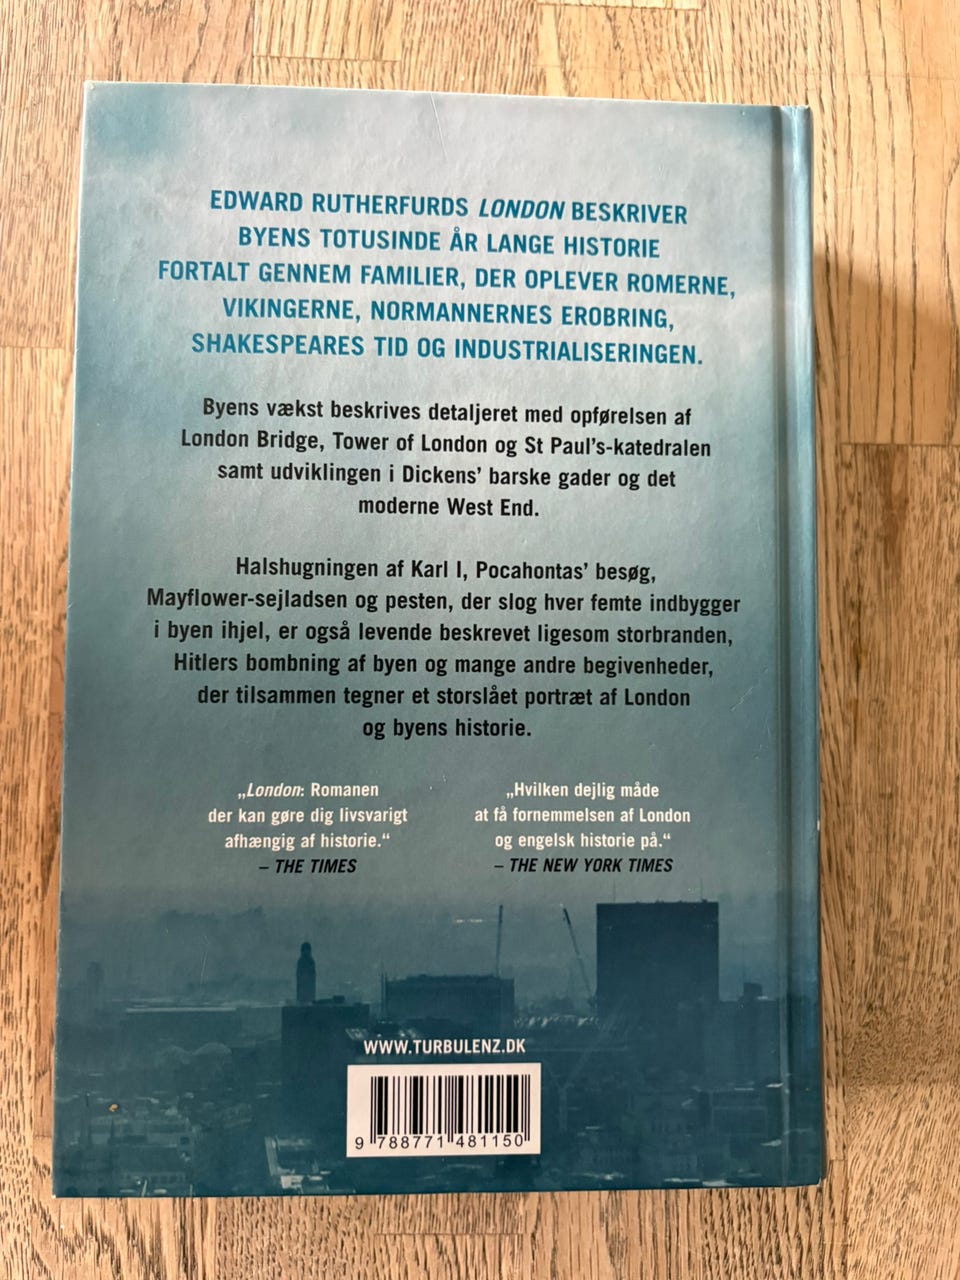 EDWARD RUTHERFURDS LONDON BESKRIVER
BYENS TOTUSINDE ÅR LANGE HISTORIE
FORTALT GENNEM FAMILIER, DER OPLEVER ROMERNE,
VIKINGERNE, NORMANNERNES EROBRING,
SHAKESPEARES TID OG INDUSTRIALISERINGEN.
Byens vækst beskrives detaljeret med opførelsen af
London Bridge, Tower of London og St Paul's-katedralen
samt udviklingen i Dickens' barske gader og det
moderne West End.
Halshugningen af Karl I, Pocahontas' besøg,
Mayflower-sejladsen og pesten, der slog hver femte indbygger
i byen ihjel, er også levende beskrevet ligesom storbranden,
Hitlers bombning af byen og mange andre begivenheder,
der tilsammen tegner et storslået portræt af London
og byens historie.
„London: Romanen
der kan gøre dig livsvarigt
afhængig af historie.“
– THE TIMES
„Hvilken dejlig måde
at få fornemmelsen af London
og engelsk historie på.“
– THE NEW YORK TIMES
WWW.TURBULENZ.DK
9 788771 481150